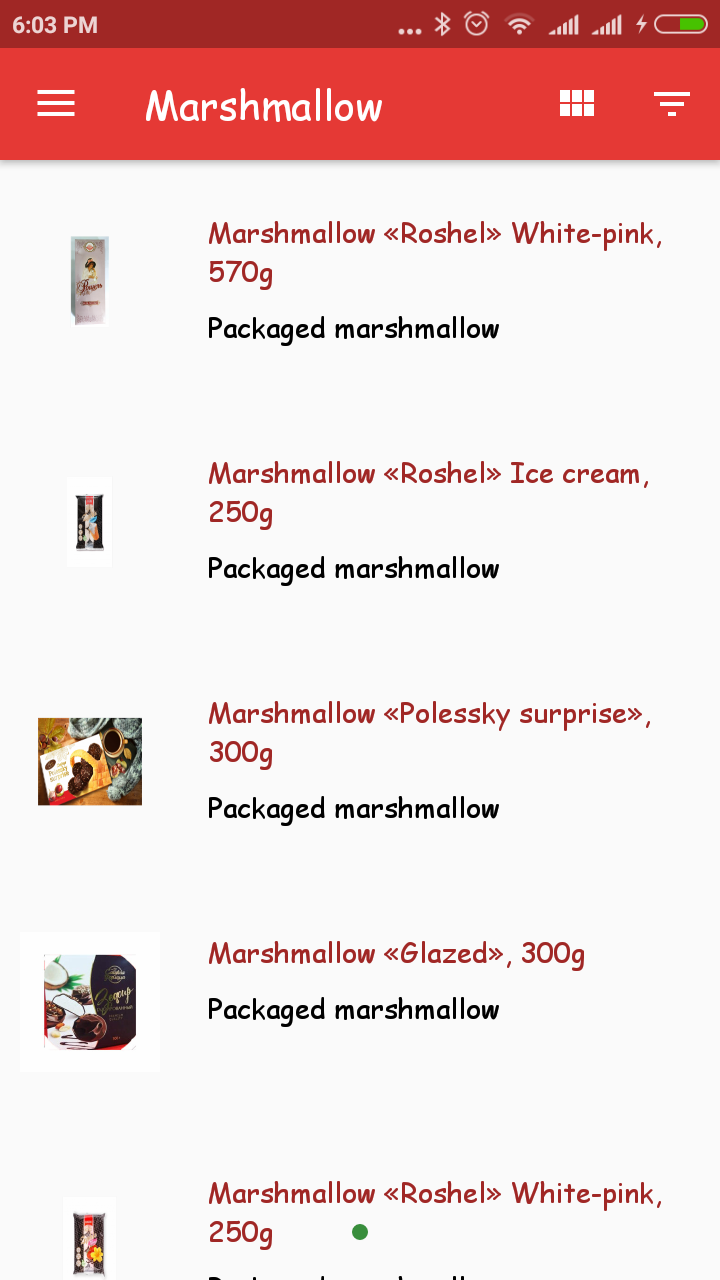 6:03 PM
Marshmallow
Marshmallow «Roshel» White-pink,
570g
Packaged marshmallow
Marshmallow «Roshel» Ice cream,
250g
Packaged marshmallow
Marshmallow «Polessky surprise»,
300g
Packaged marshmallow
Marshmallow «Glazed», 300g
Packaged marshmallow
Зефир
Marshmallow «Roshel» White-pink,
250g